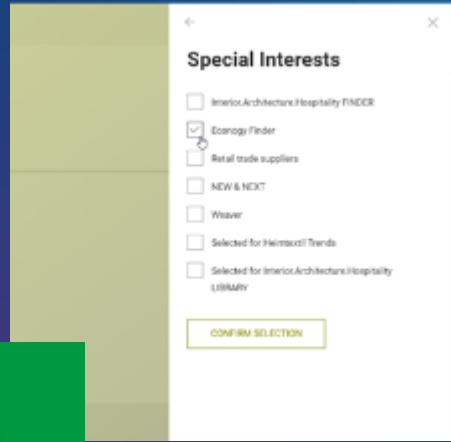 Special Interests
Interior.Architecture.Hospitality FINDER
Econogy Finder
Retail trade suppliers
NEW & NEXT
Weaver
Selected for Heimtextil Trends
Selected for Interior.Architecture.Hospitality
LIBRARY
CONFIRM SELECTION